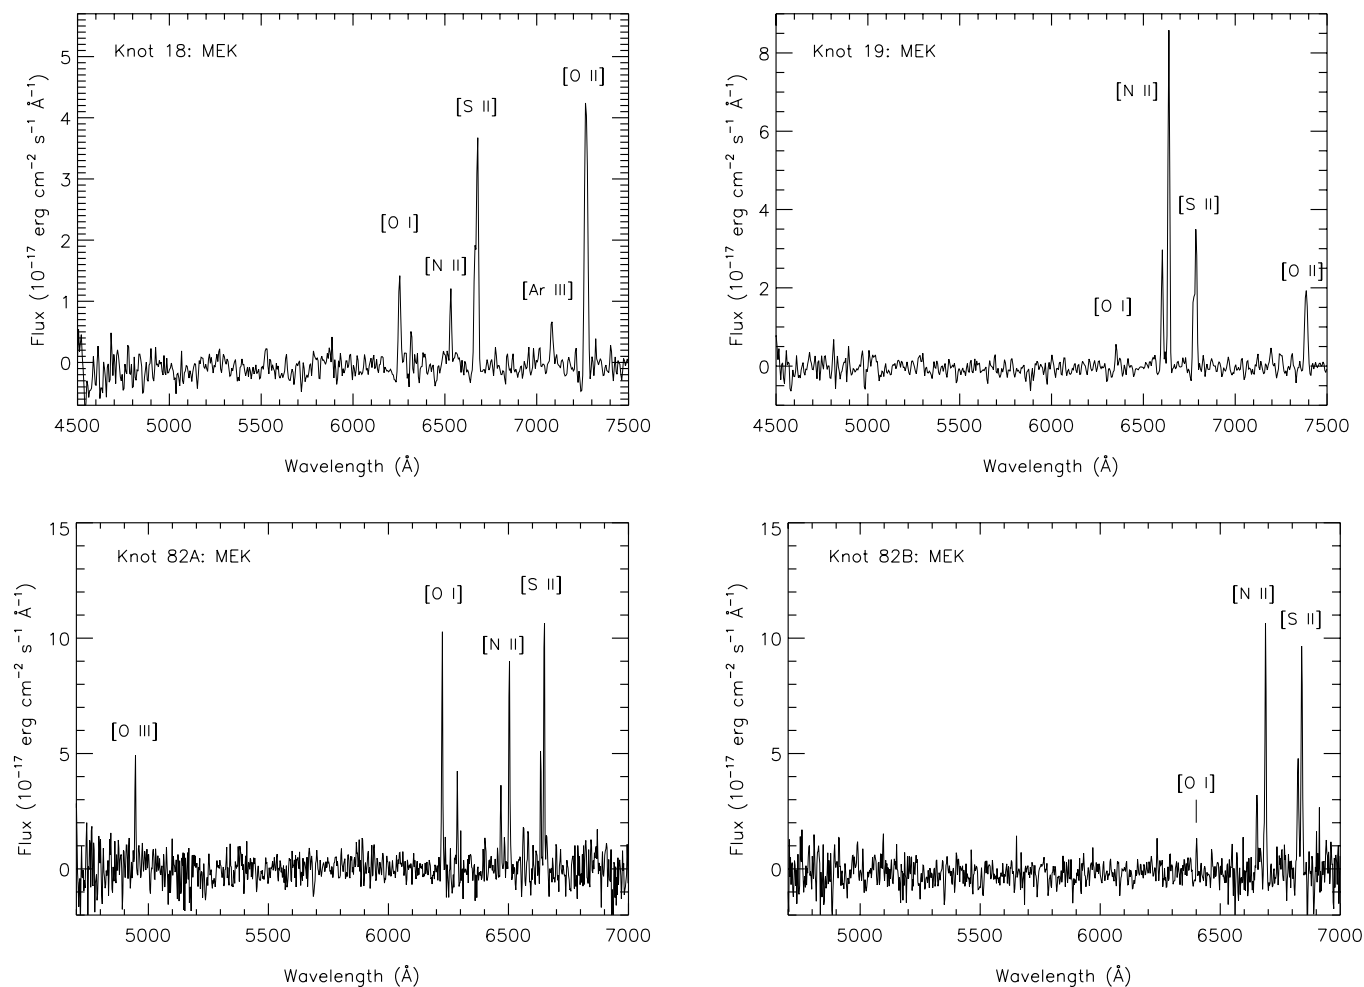 Knot 18: MEK
[O I]
[N II]
[S II]
[Ar III]
[O II]
5
4
3
2
1
0
Flux (10⁻¹⁷ erg cm⁻² s⁻¹ Å⁻¹)
4500 5000 5500 6000 6500 7000 7500
Wavelength (Å)
Knot 19: MEK
[O I]
[N II]
[S II]
[O II]
8
6
4
2
0
Flux (10⁻¹⁷ erg cm⁻² s⁻¹ Å⁻¹)
4500 5000 5500 6000 6500 7000 7500
Wavelength (Å)
Knot 82A: MEK
[O III]
[O I]
[N II]
[S II]
15
10
5
0
Flux (10⁻¹⁷ erg cm⁻² s⁻¹ Å⁻¹)
5000 5500 6000 6500 7000
Wavelength (Å)
Knot 82B: MEK
[O I]
[N II]
[S II]
15
10
5
0
Flux (10⁻¹⁷ erg cm⁻² s⁻¹ Å⁻¹)
5000 5500 6000 6500 7000
Wavelength (Å)